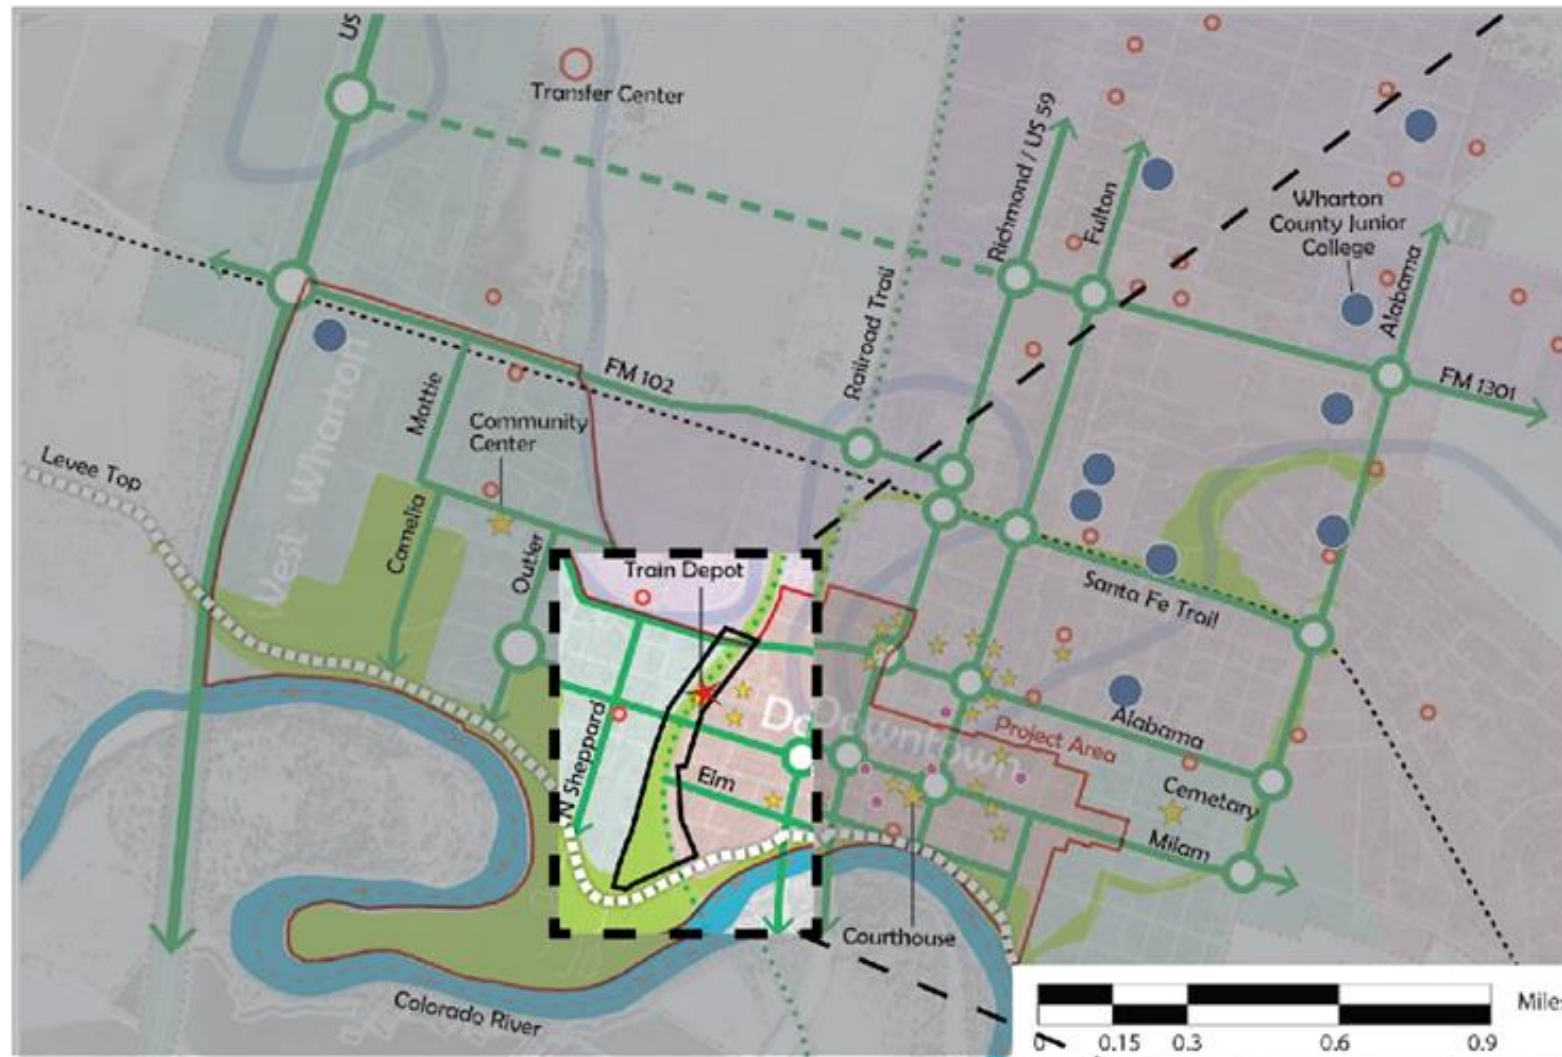 US
Transfer Center
Richmond / US 59
Fulton
Wharton
County Junior
College
Alabama
Railroad Trail
FM 102
FM 1301
Mattie
Community
Center
Levee Top
West Wharton
Camelia
Outler
Train Depot
Santa Fe Trail
N Sheppard
Do
Downtown
Project Area
Alabama
Elm
Cemetary
Milam
Courthouse
Colorado River
Miles
0 0.15 0.3 0.6 0.9